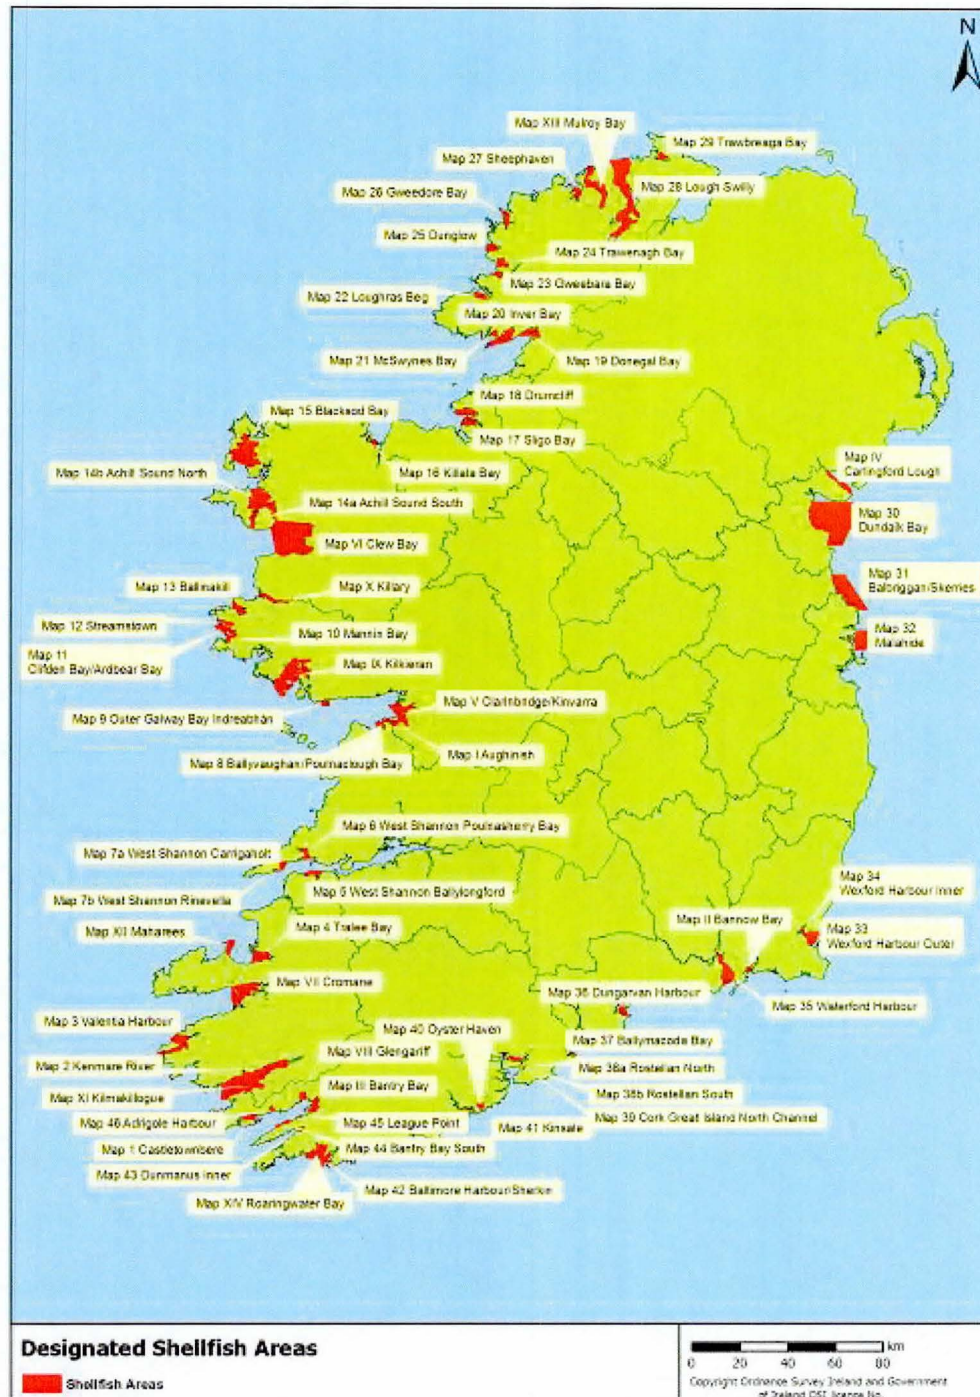 N
Map XIII Mulroy Bay
Map 29 Trawbreaga Bay
Map 27 Sheephaven
Map 28 Lough Swilly
Map 26 Gweedore Bay
Map 25 Dunglow
Map 24 Trawenagh Bay
Map 23 Gweebara Bay
Map 22 Loughras Beg
Map 20 Inver Bay
Map 21 McSwynes Bay
Map 19 Donegal Bay
Map 18 Drumcliff
Map 15 Blacksod Bay
Map 17 Sligo Bay
Map 14b Achill Sound North
Map 16 Killala Bay
Map IV
Carlingford Lough
Map 14a Achill Sound South
Map 30
Dundalk Bay
Map VI Clew Bay
Map 31
Balbriggan/Skerries
Map 13 Ballinakill
Map X Killary
Map 12 Streamstown
Map 10 Mannin Bay
Map 32
Malahide
Map 11
Clifden Bay/Ardbear Bay
Map IX Kilkieran
Map V Clarinbridge/Kinvarra
Map 9 Outer Galway Bay Indreabhán
Map I Aughinish
Map 8 Ballyvaughan/Poulnaclough Bay
Map 6 West Shannon Poulnasherry Bay
Map 7a West Shannon Carrigaholt
Map 5 West Shannon Ballylongford
Map 7b West Shannon Rinevella
Map 34
Wexford Harbour Inner
Map II Bannow Bay
Map XII Maharees
Map 4 Tralee Bay
Map 33
Wexford Harbour Outer
Map VII Cromane
Map 36 Dungarvan Harbour
Map 35 Waterford Harbour
Map 3 Valentia Harbour
Map 40 Oyster Haven
Map 37 Ballymacoda Bay
Map VIII Glengariff
Map 2 Kenmare River
Map 38a Rostellan North
Map III Bantry Bay
Map XI Kilmakillogue
Map 38b Rostellan South
Map 46 Adrigole Harbour
Map 45 League Point
Map 41 Kinsale
Map 39 Cork Great Island North Channel
Map 1 Castletownbere
Map 44 Bantry Bay South
Map 43 Dunmanus Inner
Map 42 Baltimore Harbour/Sherkin
Map XIV Roaringwater Bay
Designated Shellfish Areas
Shellfish Areas
km
0 20 40 60 80
Copyright Ordnance Survey Ireland and Government
of Ireland OSI licence No